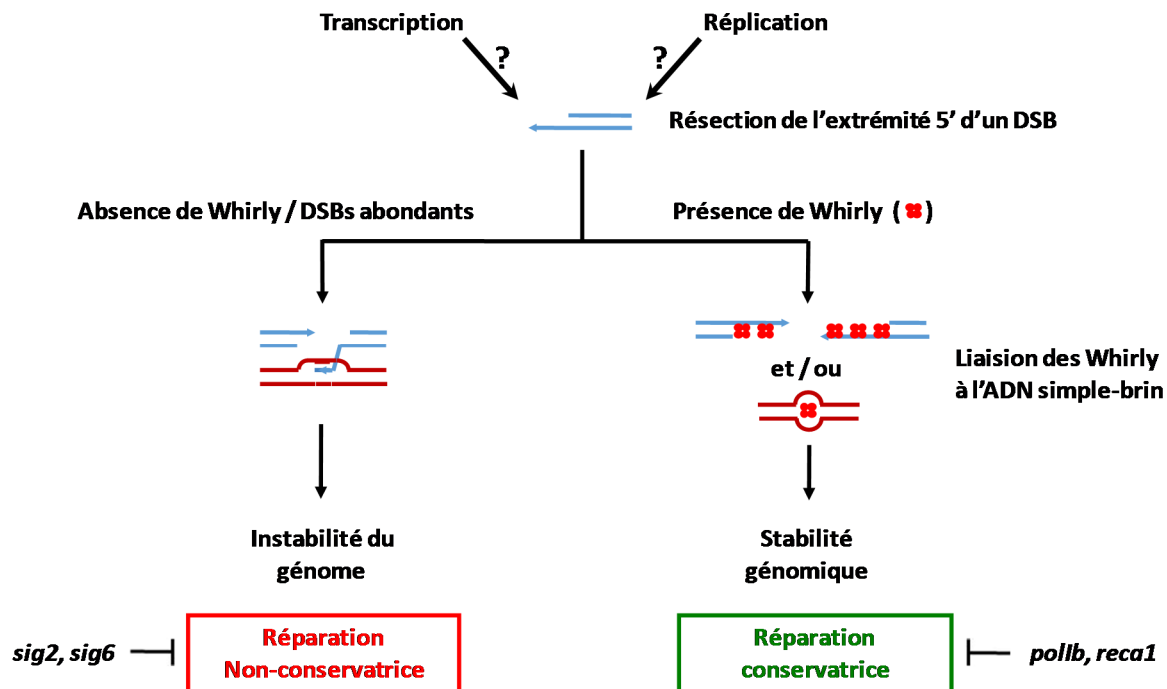 Transcription
Réplication
?
?
Résection de l'extrémité 5' d'un DSB
Absence de Whirly / DSBs abondants
Présence de Whirly ( )
et / ou
Liaision des Whirly
à l'ADN simple-brin
Instabilité du
génome
Stabilité
génomique
sig2, sig6
Réparation
Non-conservatrice
Réparation
conservatrice
polIb, reca1